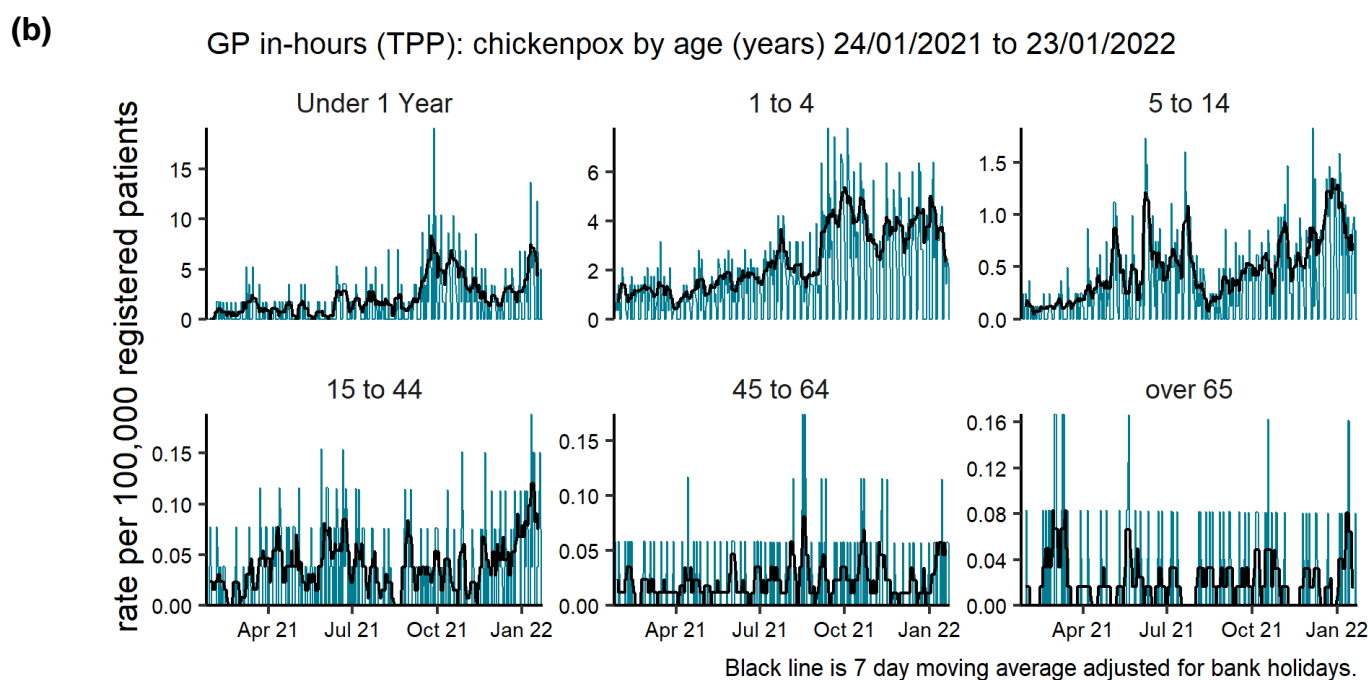 (b)
GP in-hours (TPP): chickenpox by age (years) 24/01/2021 to 23/01/2022
rate per 100,000 registered patients
Under 1 Year
15
10
5
0
1 to 4
6
4
2
0
5 to 14
1.5
1.0
0.5
0.0
15 to 44
0.15
0.10
0.05
0.00
Apr 21 Jul 21 Oct 21 Jan 22
45 to 64
0.15
0.10
0.05
0.00
Apr 21 Jul 21 Oct 21 Jan 22
over 65
0.16
0.12
0.08
0.04
0.00
Apr 21 Jul 21 Oct 21 Jan 22
Black line is 7 day moving average adjusted for bank holidays.